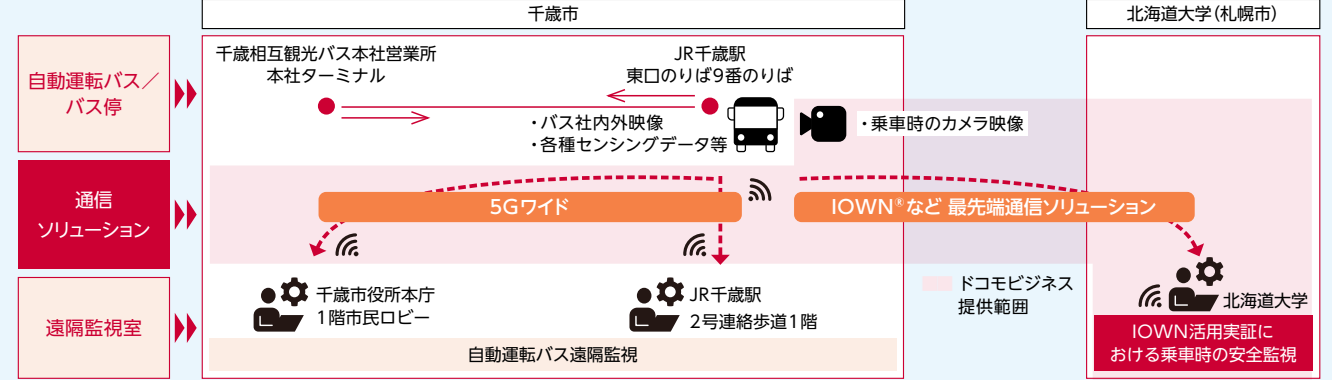 千歳市
北海道大学(札幌市)
自動運転バス／
バス停
千歳相互観光バス本社営業所
本社ターミナル
JR千歳駅
東口のりば9番のりば
・バス社内外映像
・各種センシングデータ等
・乗車時のカメラ映像
通信
ソリューション
5Gワイド
IOWN®など 最先端通信ソリューション
遠隔監視室
千歳市役所本庁
1階市民ロビー
JR千歳駅
2号連絡歩道1階
ドコモビジネス
提供範囲
北海道大学
自動運転バス遠隔監視
IOWN活用実証に
おける乗車時の安全監視